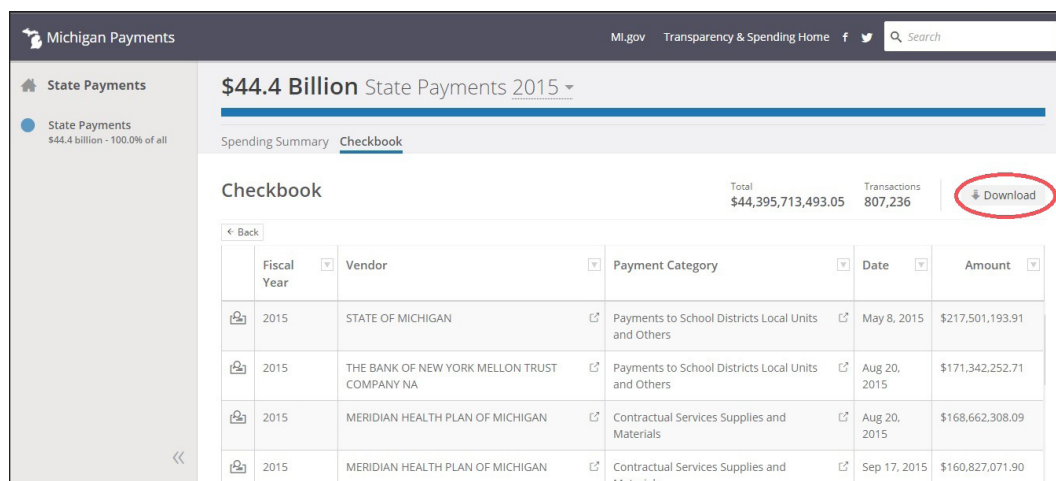 Michigan Payments
MI.gov Transparency & Spending Home f Search
State Payments
$44.4 Billion State Payments 2015
State Payments
$44.4 billion - 100.0% of all
Spending Summary Checkbook
Checkbook
Total
$44,395,713,493.05
Transactions
807,236
Download
← Back
Fiscal Year Vendor Payment Category Date Amount
2015 STATE OF MICHIGAN Payments to School Districts Local Units May 8, 2015 $217,501,193.91
and Others
2015 THE BANK OF NEW YORK MELLON TRUST Payments to School Districts Local Units Aug 20, $171,342,252.71
COMPANY NA and Others 2015
2015 MERIDIAN HEALTH PLAN OF MICHIGAN Contractual Services Supplies and Aug 20, $168,662,308.09
Materials 2015
2015 MERIDIAN HEALTH PLAN OF MICHIGAN Contractual Services Supplies and Sep 17, 2015 $160,827,071.90